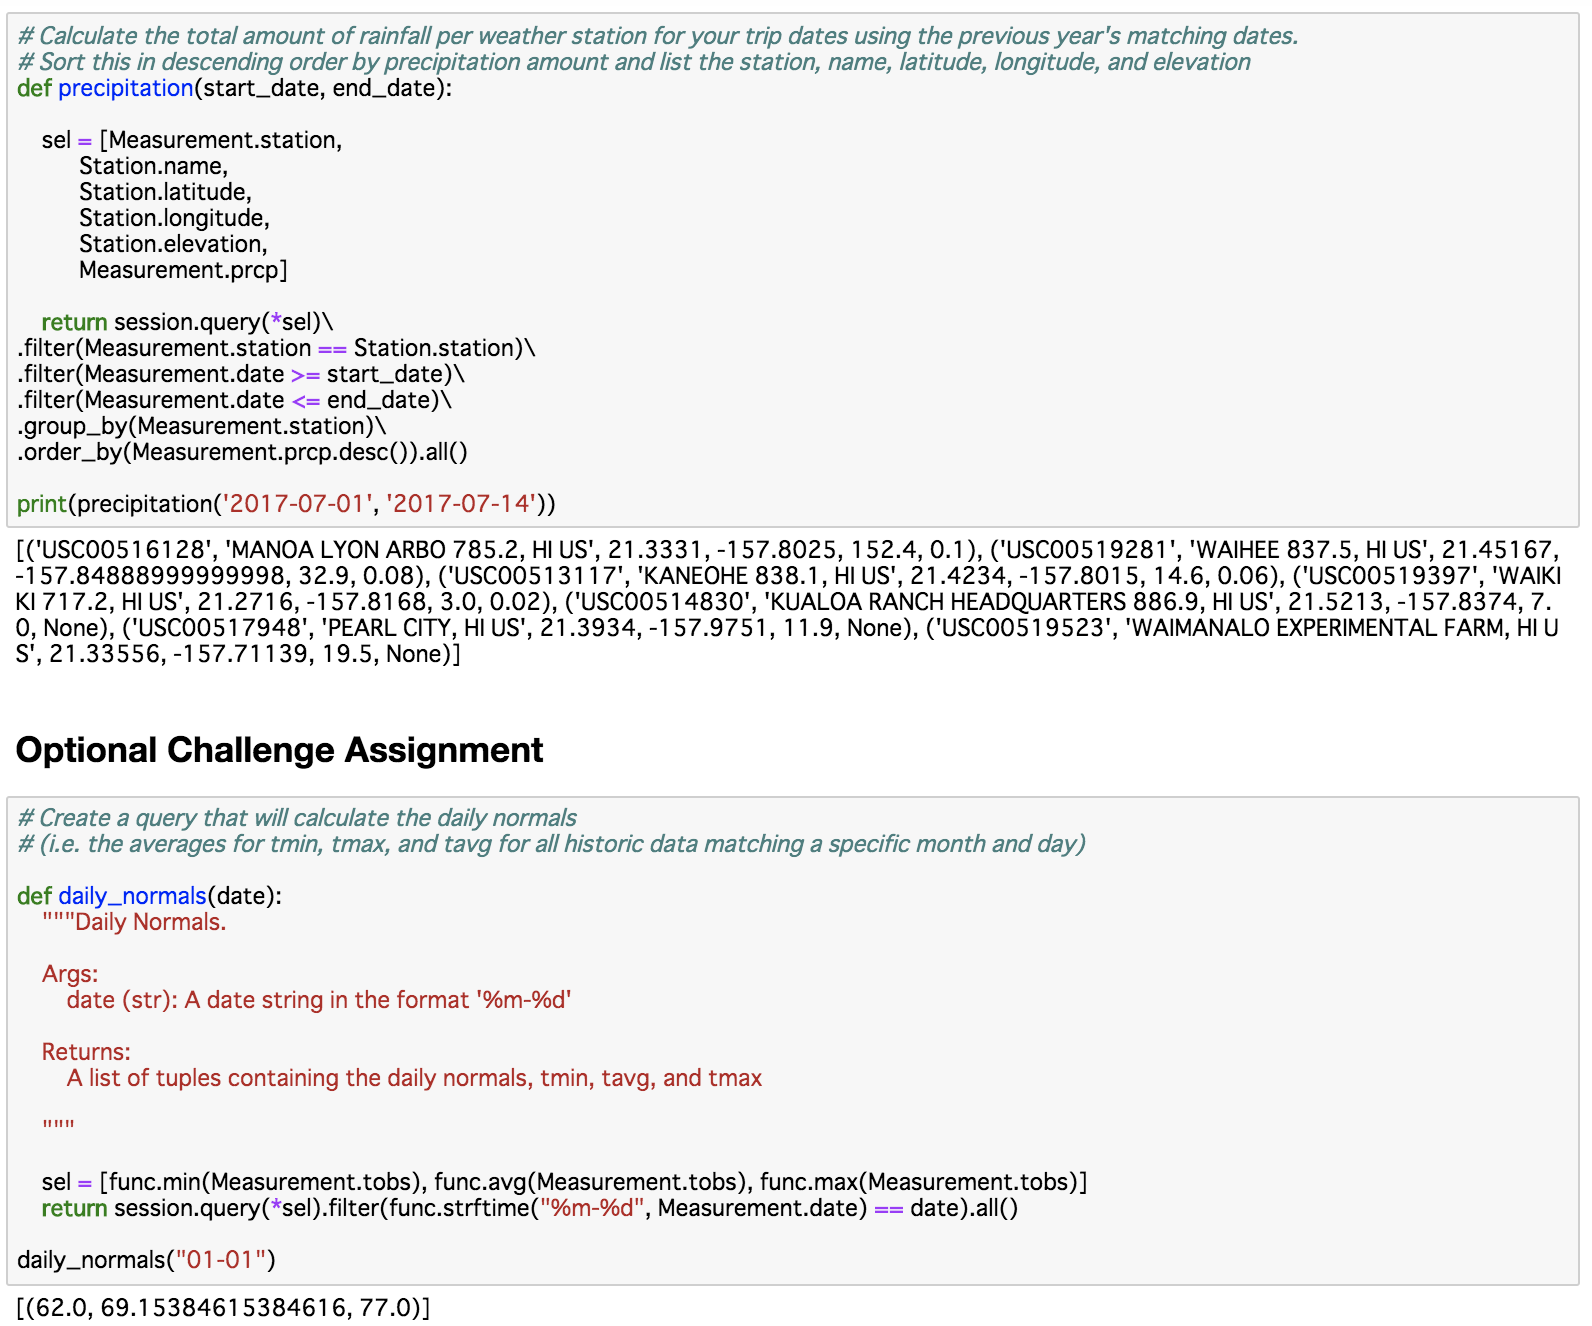 # Calculate the total amount of rainfall per weather station for your trip dates using the previous year's matching dates.
# Sort this in descending order by precipitation amount and list the station, name, latitude, longitude, and elevation
def precipitation(start_date, end_date):
sel = [Measurement.station,
Station.name,
Station.latitude,
Station.longitude,
Station.elevation,
Measurement.prcp]
return session.query(*sel)\
.filter(Measurement.station == Station.station)\
.filter(Measurement.date >= start_date)\
.filter(Measurement.date <= end_date)\
.group_by(Measurement.station)\
.order_by(Measurement.prcp.desc()).all()
print(precipitation('2017-07-01', '2017-07-14'))
[('USC00516128', 'MANOA LYON ARBO 785.2, HI US', 21.3331, -157.8025, 152.4, 0.1), ('USC00519281', 'WAIHEE 837.5, HI US', 21.45167,
-157.84888999999998, 32.9, 0.08), ('USC00513117', 'KANEOHE 838.1, HI US', 21.4234, -157.8015, 14.6, 0.06), ('USC00519397', 'WAIKI
KI 717.2, HI US', 21.2716, -157.8168, 3.0, 0.02), ('USC00514830', 'KUALOA RANCH HEADQUARTERS 886.9, HI US', 21.5213, -157.8374, 7.
0, None), ('USC00517948', 'PEARL CITY, HI US', 21.3934, -157.9751, 11.9, None), ('USC00519523', 'WAIMANALO EXPERIMENTAL FARM, HI U
S', 21.33556, -157.71139, 19.5, None)]
Optional Challenge Assignment
# Create a query that will calculate the daily normals
# (i.e. the averages for tmin, tmax, and tavg for all historic data matching a specific month and day)
def daily_normals(date):
"""Daily Normals.
Args:
date (str): A date string in the format '%m-%d'
Returns:
A list of tuples containing the daily normals, tmin, tavg, and tmax
"""
sel = [func.min(Measurement.tobs), func.avg(Measurement.tobs), func.max(Measurement.tobs)]
return session.query(*sel).filter(func.strftime("%m-%d", Measurement.date) == date).all()
daily_normals("01-01")
[(62.0, 69.15384615384616, 77.0)]